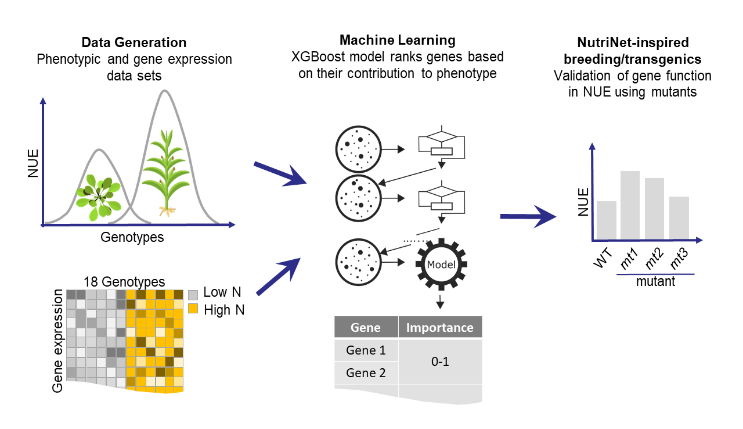 Data Generation
Phenotypic and gene expression
data sets
NUE
Genotypes
18 Genotypes
Gene expression
Low N
High N
Machine Learning
XGBoost model ranks genes based
on their contribution to phenotype
Model
Gene Importance
Gene 1
0-1
Gene 2
NutriNet-inspired
breeding/transgenics
Validation of gene function
in NUE using mutants
NUE
WT mt1 mt2 mt3
mutant